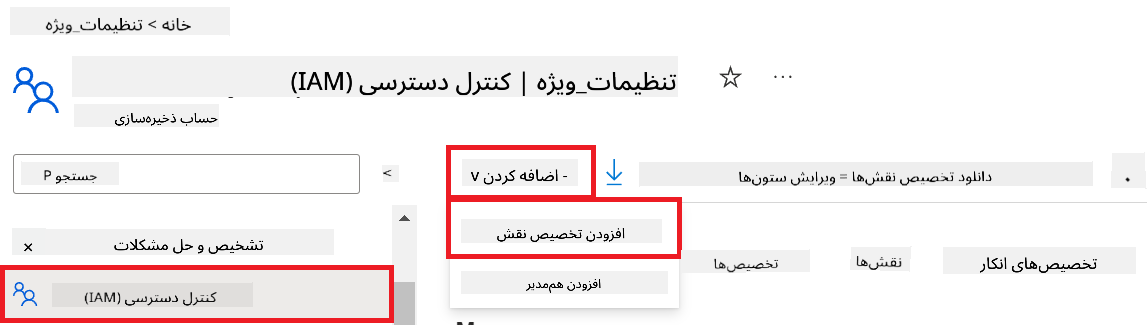 خانه > تنظیمات_ویژه
تنظیمات_ویژه | کنترل دسترسی (IAM)
حساب ذخیره‌سازی
جستجو P
>
- اضافه کردن v
دانلود تخصیص نقش‌ها = ویرایش ستون‌ها
تشخیص و حل مشکلات
افزودن تخصیص نقش
تخصیص‌ها
نقش‌ها
تخصیص‌های انکار
کنترل دسترسی (IAM)
افزودن هم‌مدیر